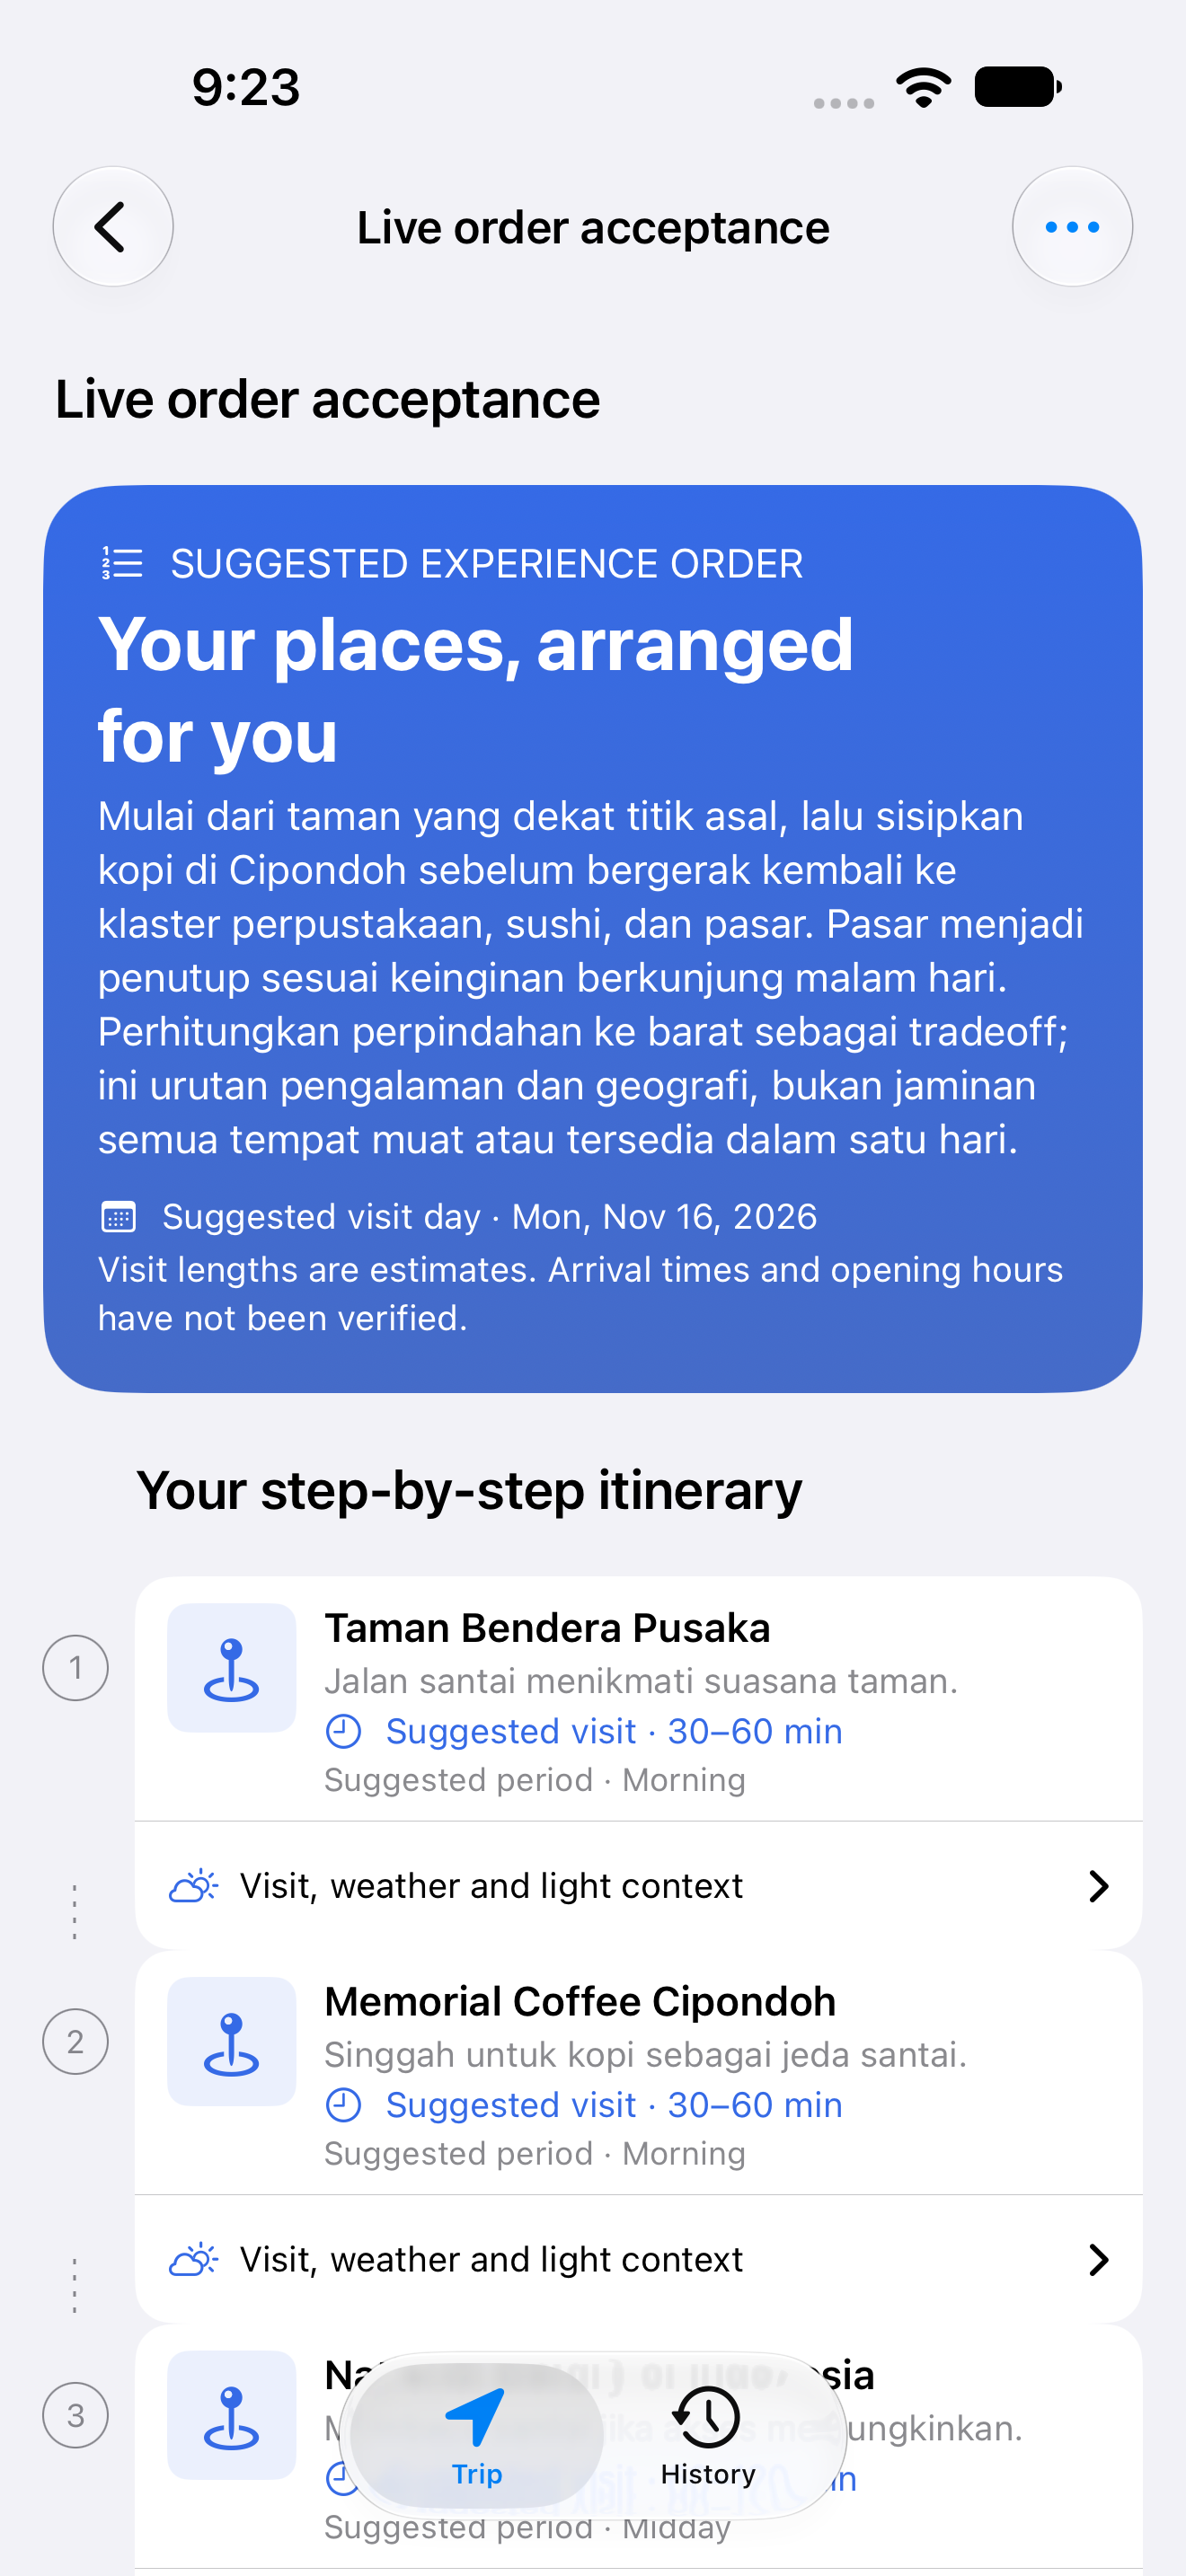 9:23
Live order acceptance
Live order acceptance
SUGGESTED EXPERIENCE ORDER
Your places, arranged
for you
Mulai dari taman yang dekat titik asal, lalu sisipkan
kopi di Cipondoh sebelum bergerak kembali ke
klaster perpustakaan, sushi, dan pasar. Pasar menjadi
penutup sesuai keinginan berkunjung malam hari.
Perhitungkan perpindahan ke barat sebagai tradeoff;
ini urutan pengalaman dan geografi, bukan jaminan
semua tempat muat atau tersedia dalam satu hari.
Suggested visit day · Mon, Nov 16, 2026
Visit lengths are estimates. Arrival times and opening hours
have not been verified.
Your step-by-step itinerary
1
Taman Bendera Pusaka
Jalan santai menikmati suasana taman.
Suggested visit · 30–60 min
Suggested period · Morning
Visit, weather and light context
2
Memorial Coffee Cipondoh
Singgah untuk kopi sebagai jeda santai.
Suggested visit · 30–60 min
Suggested period · Morning
Visit, weather and light context
3
Suggested period · Midday
Trip
History